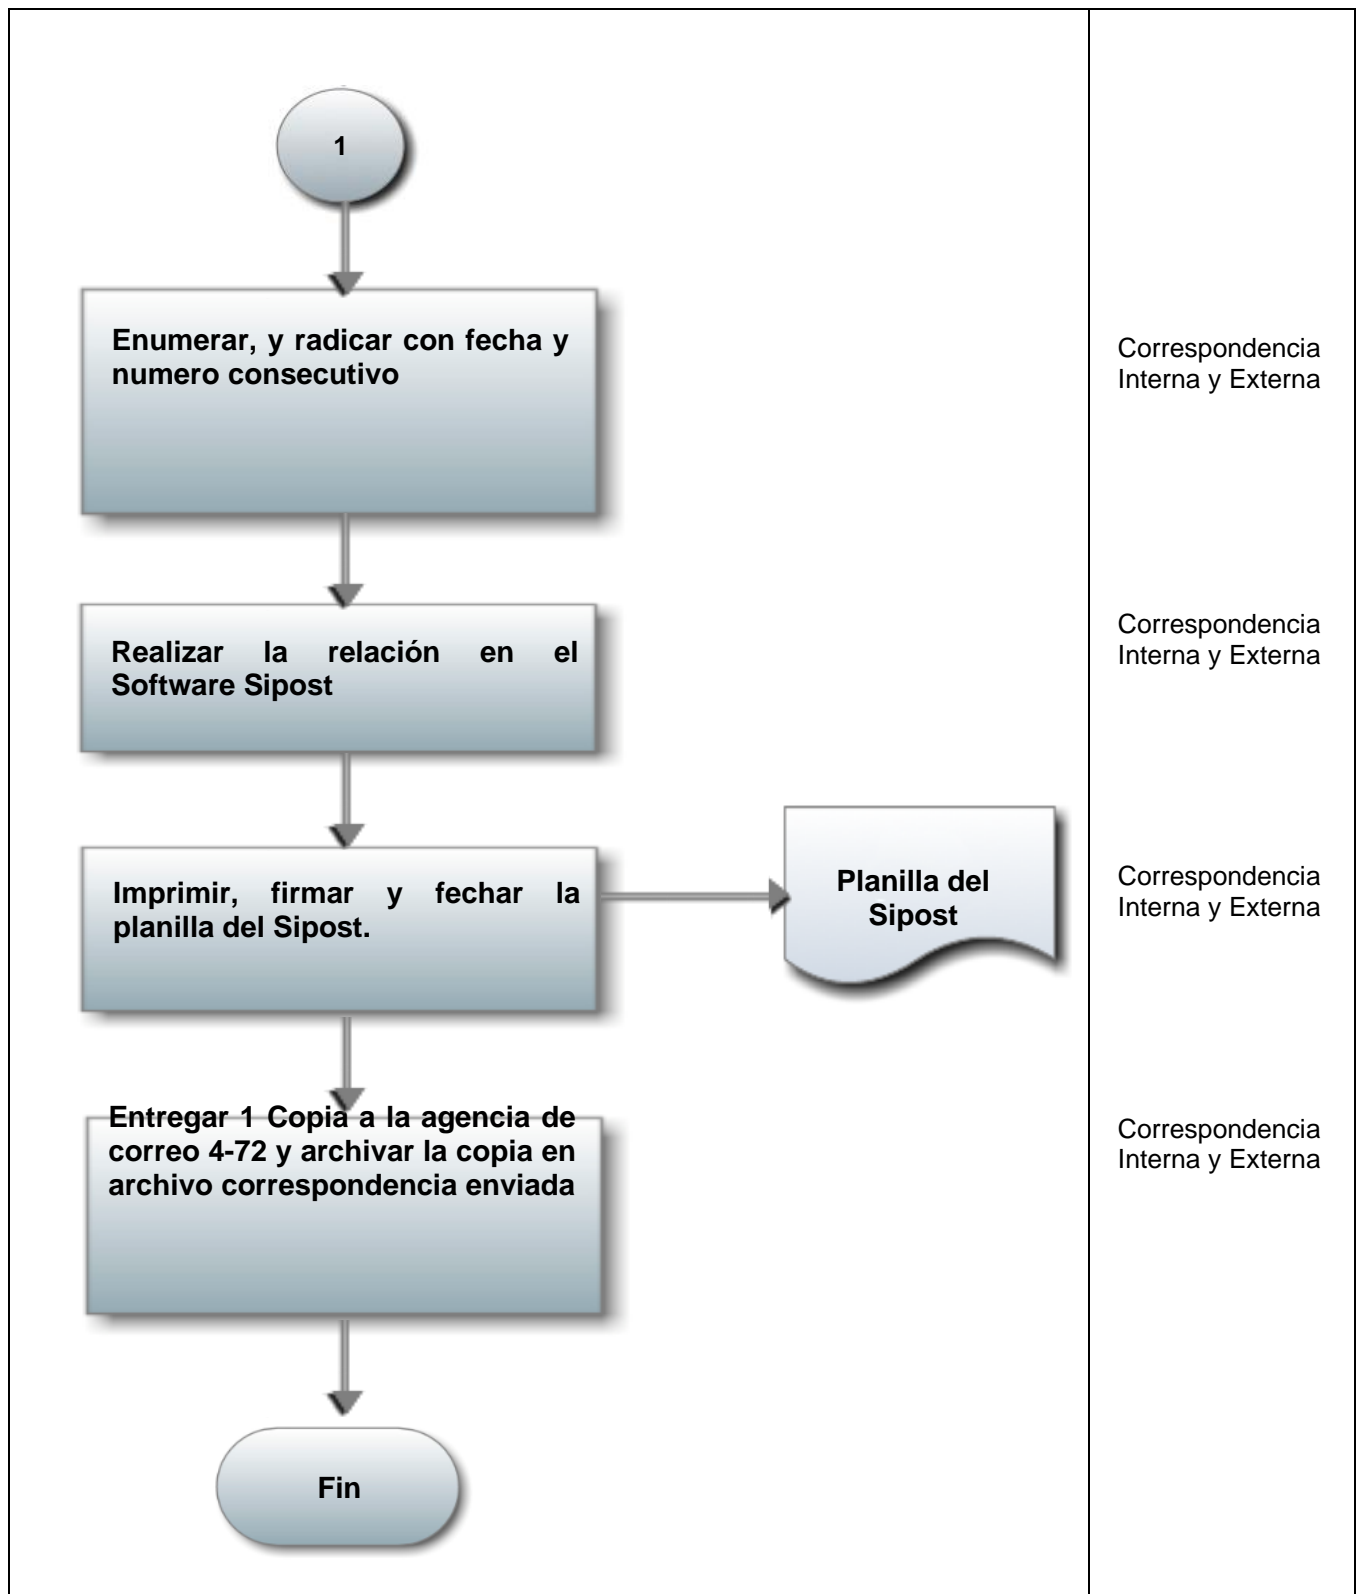 1
Enumerar, y radicar con fecha y
numero consecutivo
Correspondencia
Interna y Externa
Realizar la relación en el
Software Sipost
Correspondencia
Interna y Externa
Imprimir, firmar y fechar la
planilla del Sipost.
Planilla del
Sipost
Correspondencia
Interna y Externa
Entregar 1 Copia a la agencia de
correo 4-72 y archivar la copia en
archivo correspondencia enviada
Correspondencia
Interna y Externa
Fin